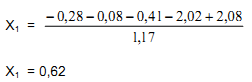 X₁ = (− 0,28 − 0,08 − 0,41 − 2,02 + 2,08) / 1,17
X₁ = 0,62